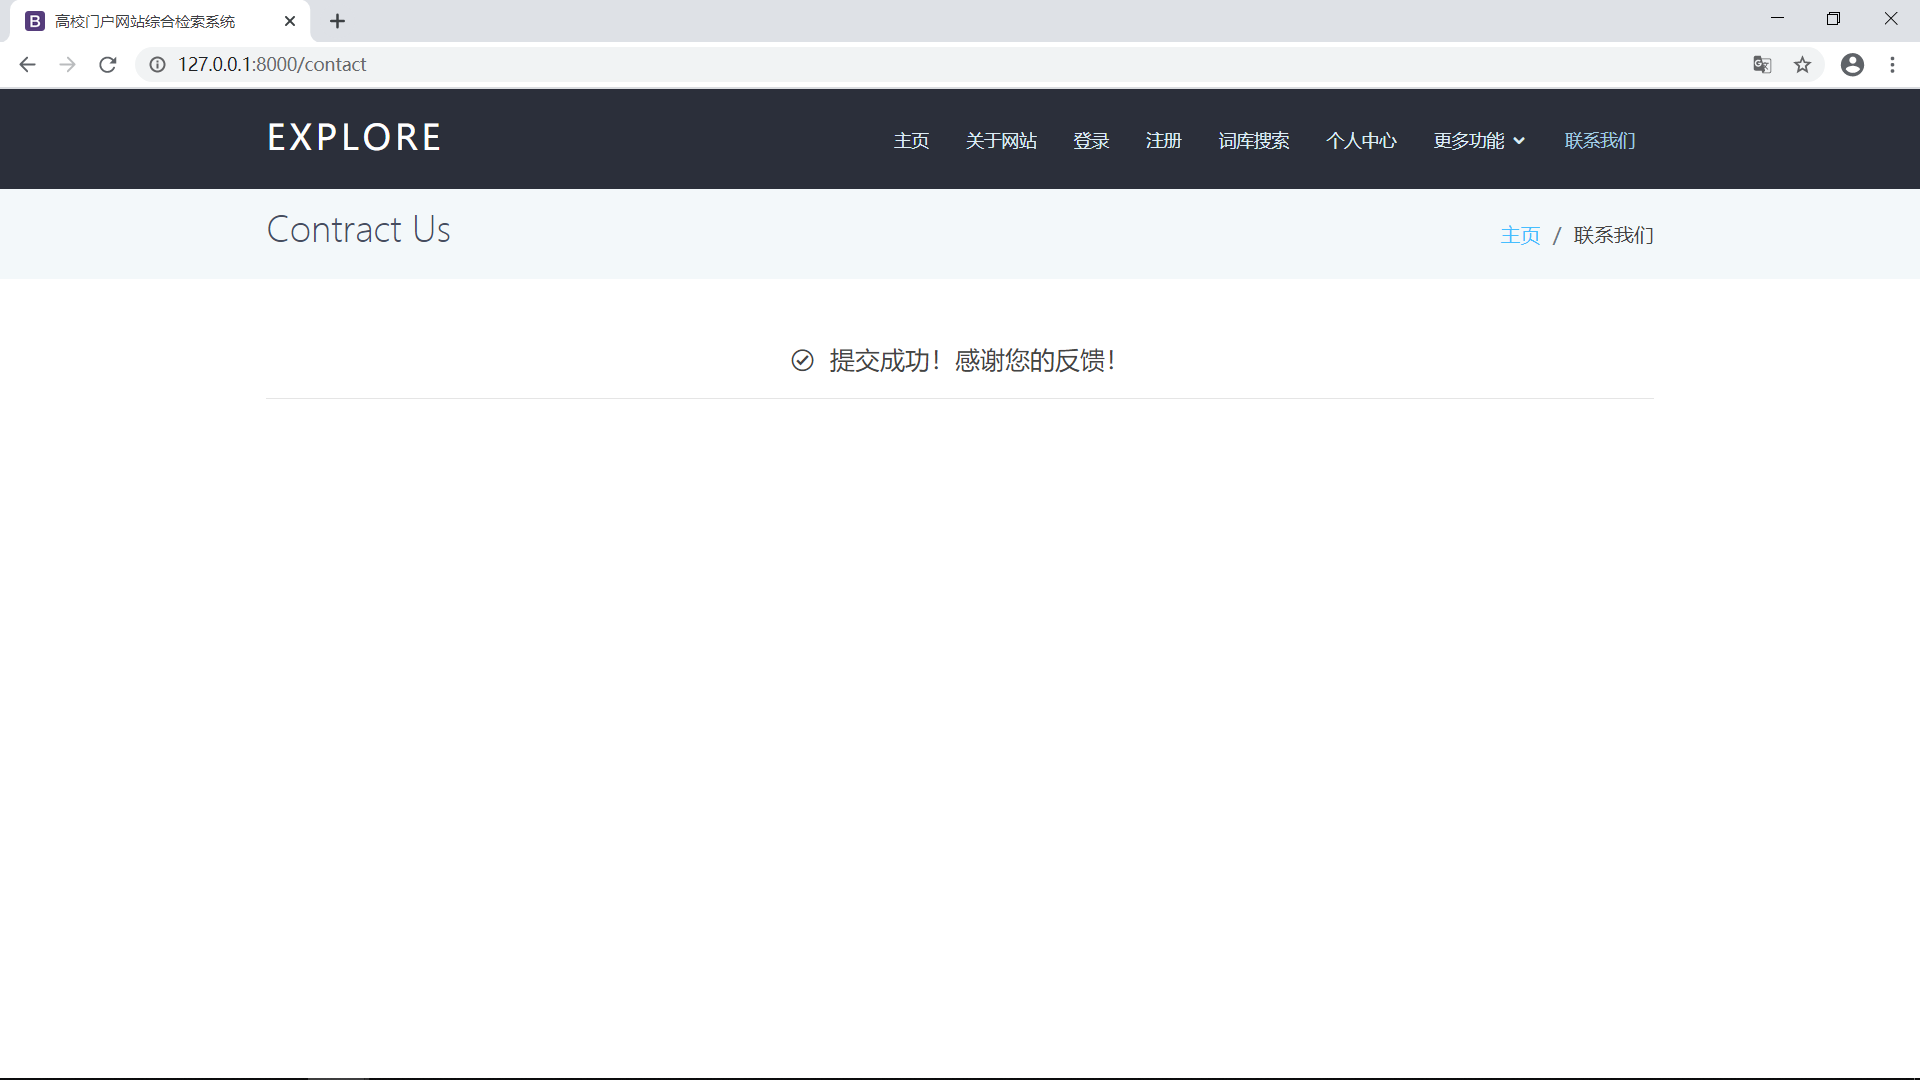 高校门户网站综合检索系统
127.0.0.1:8000/contact
EXPLORE
主页 关于网站 登录 注册 词库搜索 个人中心 更多功能 联系我们
Contract Us
主页 / 联系我们
提交成功！感谢您的反馈！